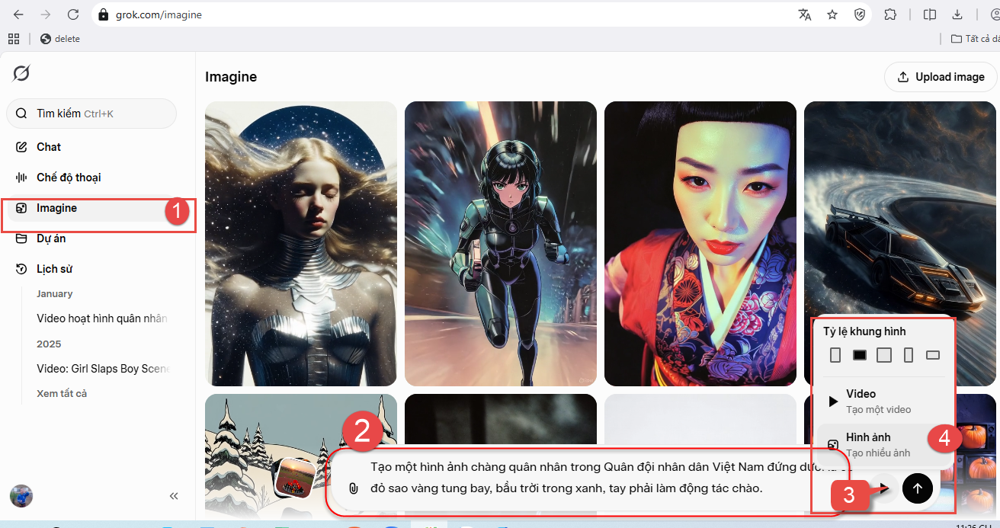 grok.com/imagine
delete
Tất cả
Imagine
Upload image
Tìm kiếm Ctrl+K
Chat
Chế độ thoại
Imagine
1
Dự án
Lịch sử
January
Video hoạt hình quân nhân
2025
Video: Girl Slaps Boy Scene
Xem tất cả
Tỷ lệ khung hình
Video
Tạo một video
Hình ảnh
Tạo nhiều ảnh
4
2
Tạo một hình ảnh chàng quân nhân trong Quân đội nhân dân Việt Nam đứng dưới
đỏ sao vàng tung bay, bầu trời trong xanh, tay phải làm động tác chào.
3